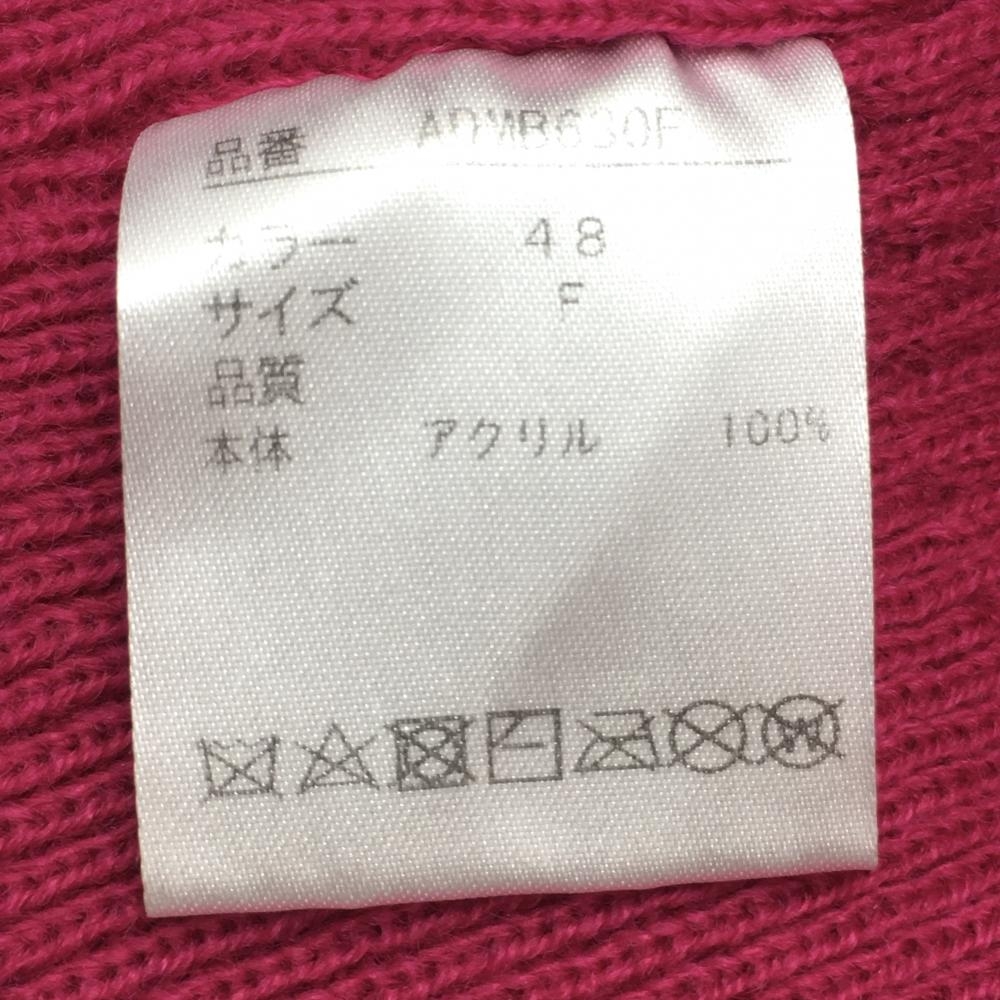 品番 ADMB630F
カラー 48
サイズ F
品質
本体 アクリル 100%